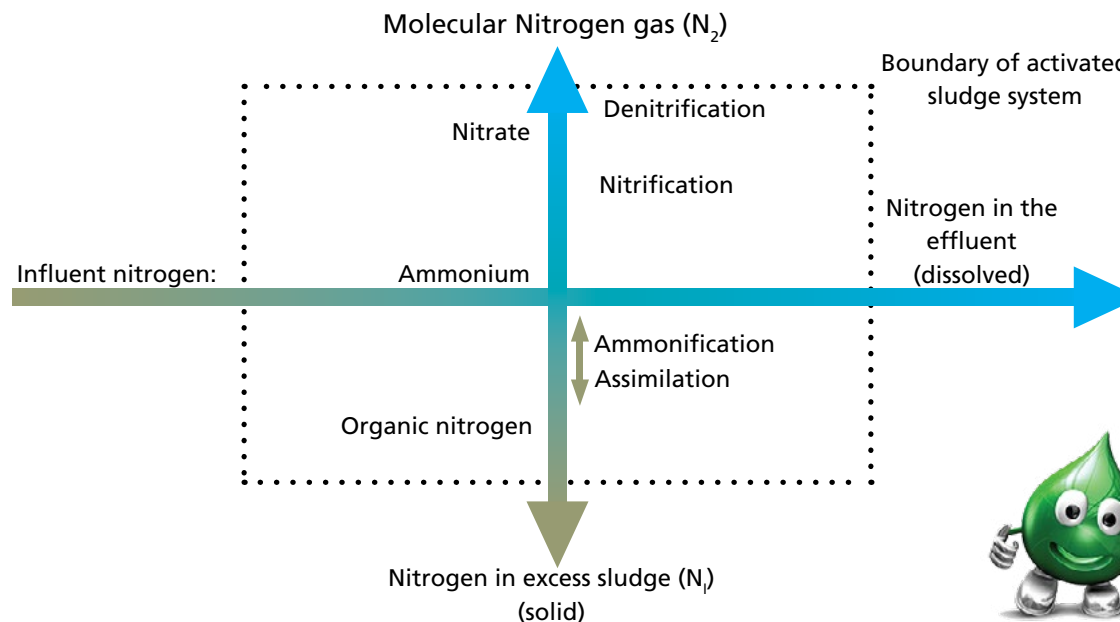 Molecular Nitrogen gas (N₂)
Boundary of activated
sludge system
Denitrification
Nitrate
Nitrification
Nitrogen in the
effluent
(dissolved)
Influent nitrogen:
Ammonium
Ammonification
Assimilation
Organic nitrogen
Nitrogen in excess sludge (Nₗ)
(solid)